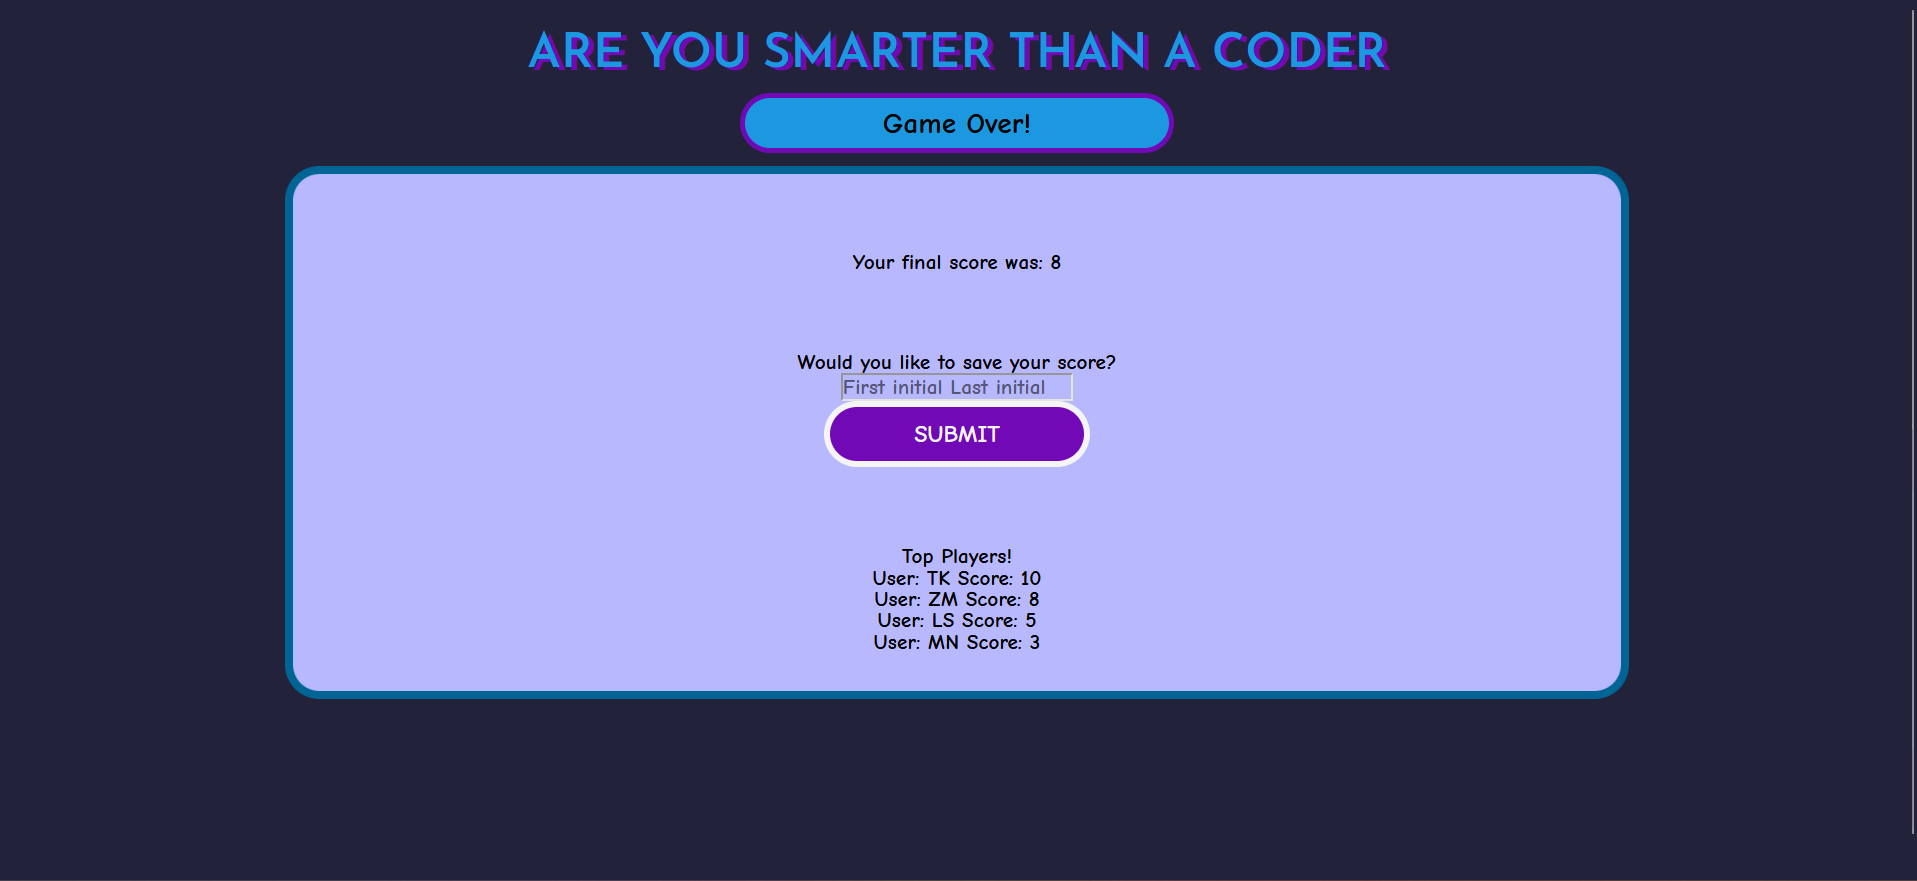 ARE YOU SMARTER THAN A CODER
Game Over!
Your final score was: 8
Would you like to save your score?
First initial Last initial
SUBMIT
Top Players!
User: TK Score: 10
User: ZM Score: 8
User: LS Score: 5
User: MN Score: 3